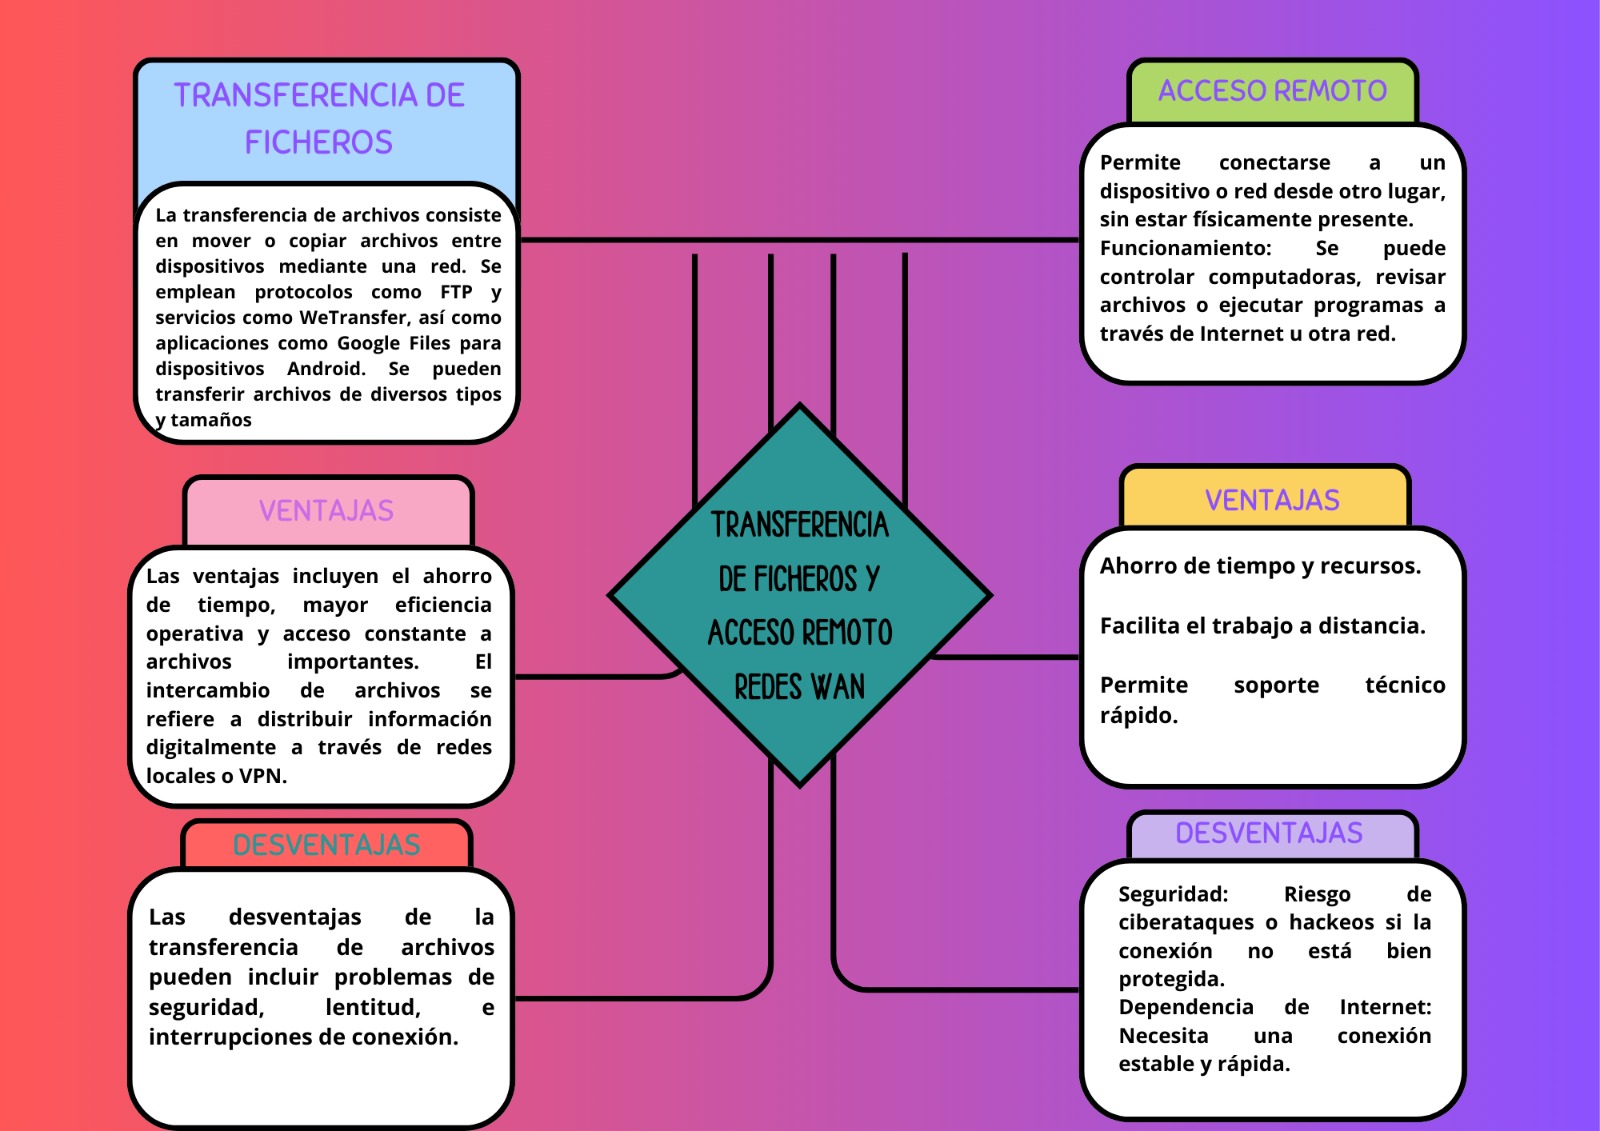 TRANSFERENCIA DE
FICHEROS
La transferencia de archivos consiste
en mover o copiar archivos entre
dispositivos mediante una red. Se
emplean protocolos como FTP y
servicios como WeTransfer, así como
aplicaciones como Google Files para
dispositivos Android. Se pueden
transferir archivos de diversos tipos
y tamaños
VENTAJAS
Las ventajas incluyen el ahorro
de tiempo, mayor eficiencia
operativa y acceso constante a
archivos importantes. El
intercambio de archivos se
refiere a distribuir información
digitalmente a través de redes
locales o VPN.
DESVENTAJAS
Las desventajas de la
transferencia de archivos
pueden incluir problemas de
seguridad, lentitud, e
interrupciones de conexión.
TRANSFERENCIA
DE FICHEROS Y
ACCESO REMOTO
REDES WAN
ACCESO REMOTO
Permite conectarse a un
dispositivo o red desde otro lugar,
sin estar físicamente presente.
Funcionamiento: Se puede
controlar computadoras, revisar
archivos o ejecutar programas a
través de Internet u otra red.
VENTAJAS
Ahorro de tiempo y recursos.
Facilita el trabajo a distancia.
Permite soporte técnico
rápido.
DESVENTAJAS
Seguridad: Riesgo de
ciberataques o hackeos si la
conexión no está bien
protegida.
Dependencia de Internet:
Necesita una conexión
estable y rápida.